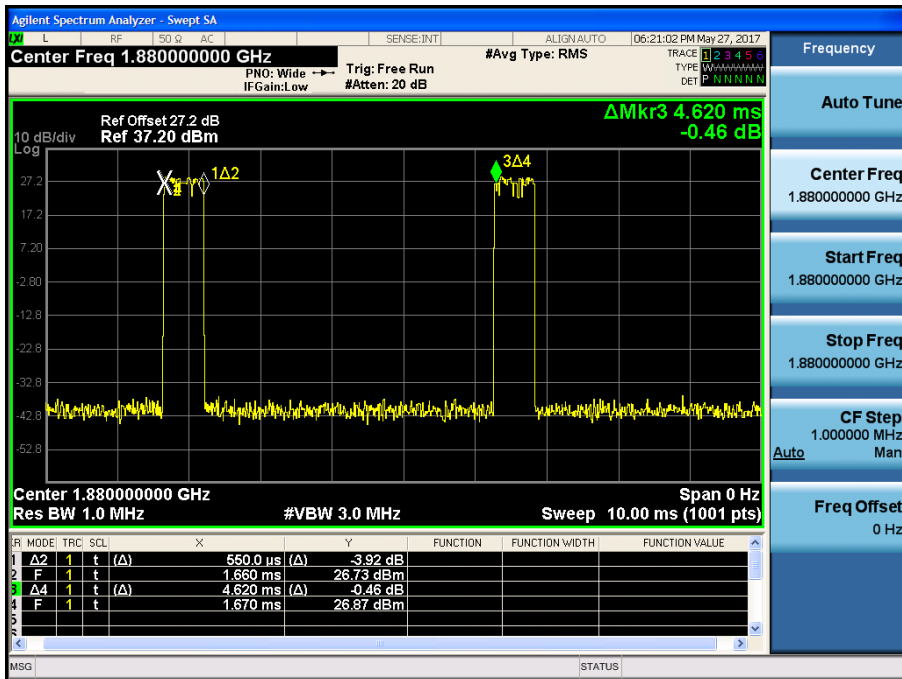 Agilent Spectrum Analyzer - Swept SA
LXI L RF 50 Ω AC SENSE:INT ALIGN AUTO 06:21:02 PM May 27, 2017
Center Freq 1.880000000 GHz
PNO: Wide
IFGain:Low
Trig: Free Run
#Atten: 20 dB
#Avg Type: RMS
TRACE 1 2 3 4 5 6
TYPE WWWWWW
DET P N N N N N
Frequency
Auto Tune
Center Freq
1.880000000 GHz
Start Freq
1.880000000 GHz
Stop Freq
1.880000000 GHz
CF Step
1.000000 MHz
Auto Man
Freq Offset
0 Hz
10 dB/div
Log
Ref Offset 27.2 dB
Ref 37.20 dBm
ΔMkr3 4.620 ms
-0.46 dB
1Δ2
3Δ4
27.2
17.2
7.20
-2.80
-12.8
-22.8
-32.8
-42.8
-52.8
Center 1.880000000 GHz
Span 0 Hz
Res BW 1.0 MHz
#VBW 3.0 MHz
Sweep 10.00 ms (1001 pts)
MODE TRC SCL X Y FUNCTION FUNCTION WIDTH FUNCTION VALUE
1 Δ2 1 t (Δ) 550.0 μs (Δ) -3.92 dB
2 F 1 t 1.660 ms 26.73 dBm
3 Δ4 1 t (Δ) 4.620 ms (Δ) -0.46 dB
4 F 1 t 1.670 ms 26.87 dBm
5
MSG
STATUS